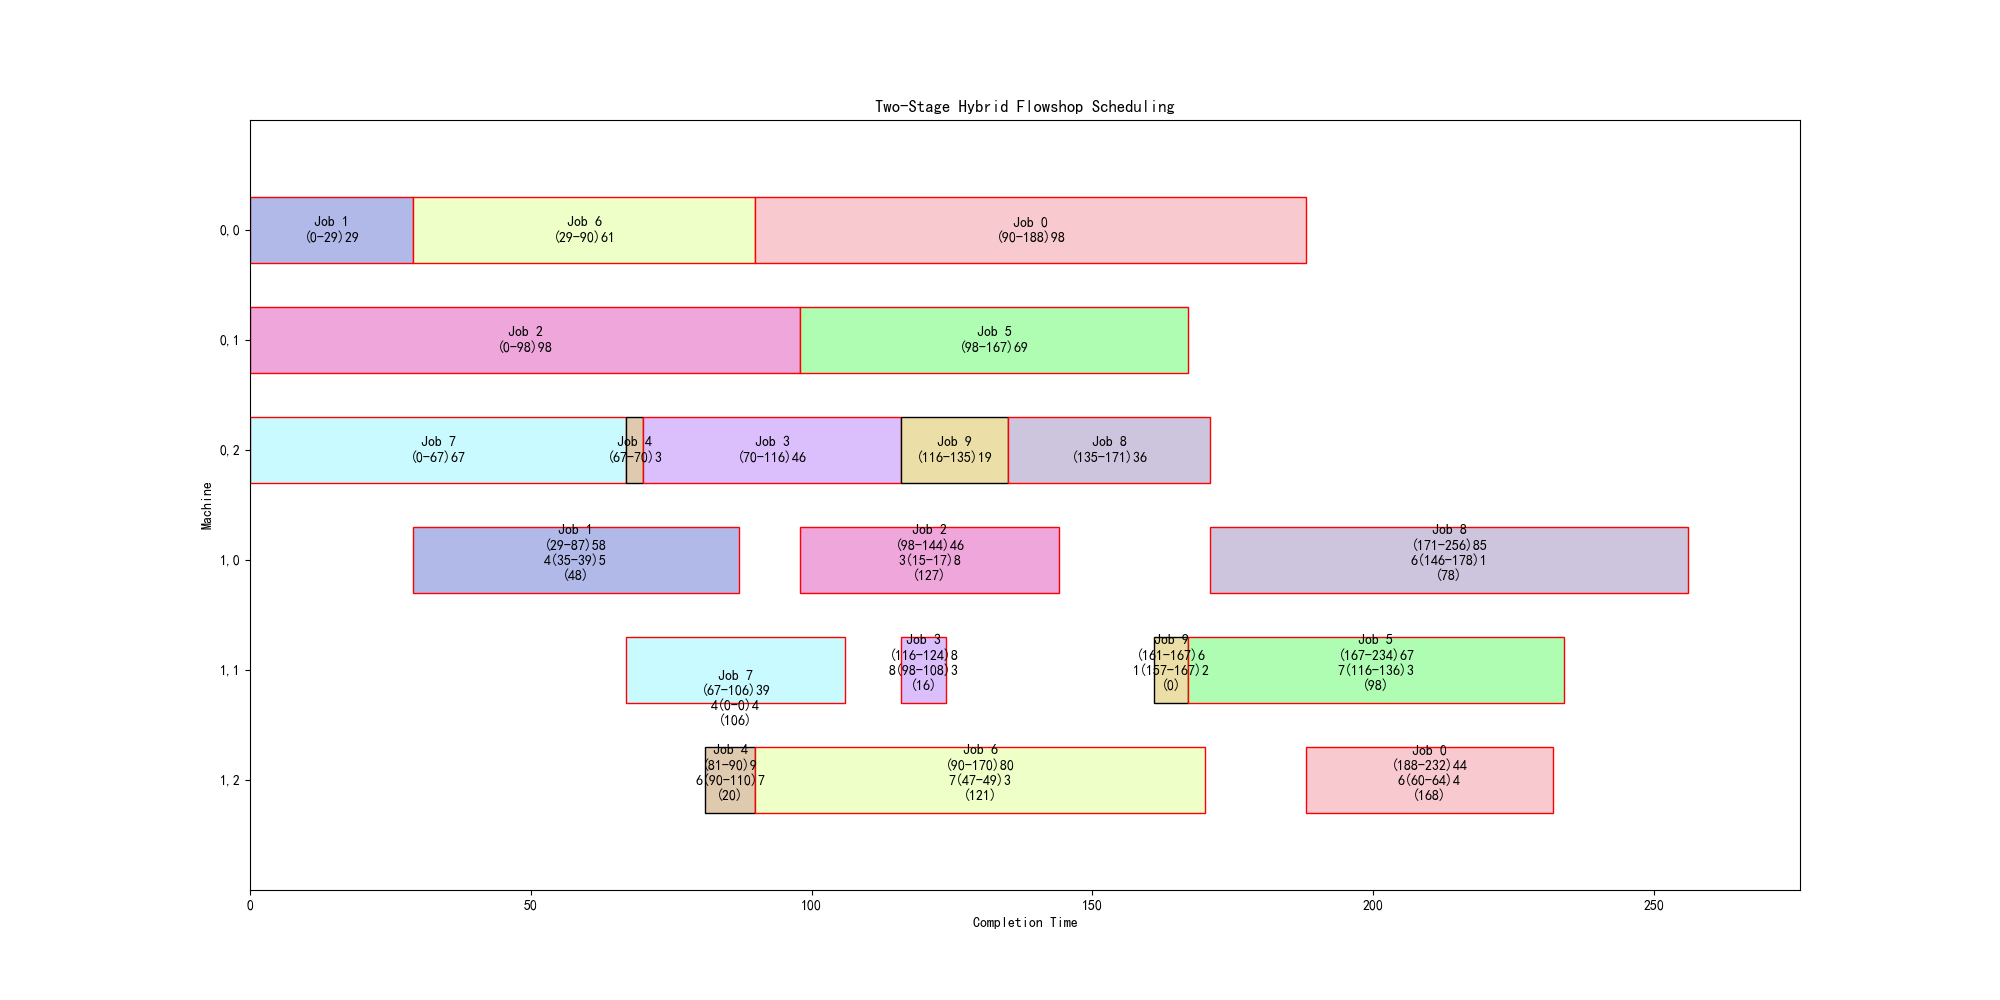 Two-Stage Hybrid Flowshop Scheduling
Machine
0,0
Job 1
(0-29)29
Job 6
(29-90)61
Job 0
(90-188)98
0,1
Job 2
(0-98)98
Job 5
(98-167)69
0,2
Job 7
(0-67)67
Job 4
(67-70)3
Job 3
(70-116)46
Job 9
(116-135)19
Job 8
(135-171)36
1,0
Job 1
(29-87)58
4(35-39)5
(48)
Job 2
(98-144)46
3(15-17)8
(127)
Job 8
(171-256)85
6(146-178)1
(78)
1,1
Job 7
(67-106)39
4(0-0)4
(106)
Job 3
(116-124)8
8(98-108)3
(16)
Job 9
(161-167)6
1(157-167)2
(0)
Job 5
(167-234)67
7(116-136)3
(98)
1,2
Job 4
(81-90)9
6(90-110)7
(20)
Job 6
(90-170)80
7(47-49)3
(121)
Job 0
(188-232)44
6(60-64)4
(168)
0
50
100
150
200
250
Completion Time